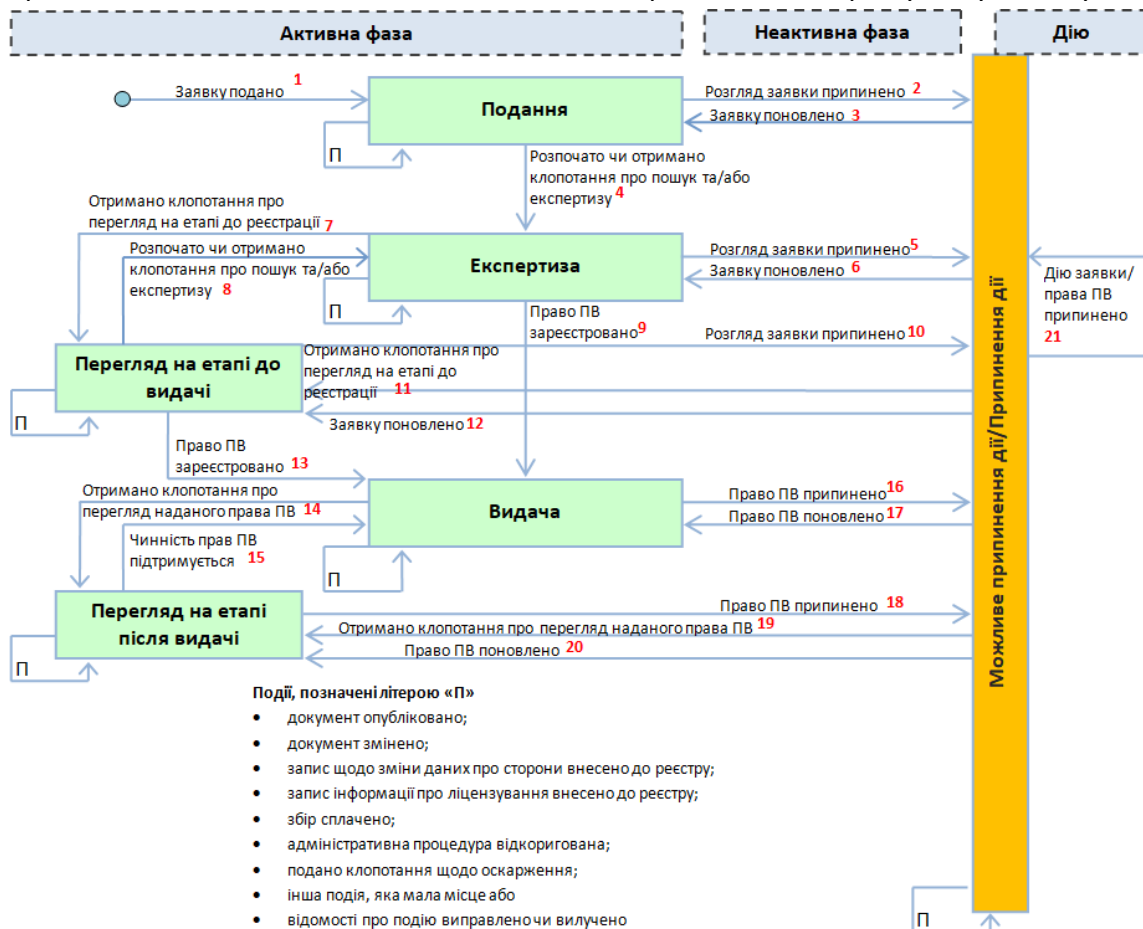 Активна фаза
Неактивна фаза
Дію
Заявку подано 1
Подання
Розгляд заявки припинено 2
Заявку поновлено 3
П
Розпочато чи отримано
клопотання про пошук та/або
експертизу 4
Отримано клопотання про
перегляд на етапі до реєстрації 7
Розпочато чи отримано
клопотання про пошук та/або
експертизу 8
Експертиза
Розгляд заявки припинено 5
Заявку поновлено 6
П
Дію заявки/
права ПВ
припинено
21
Право ПВ
зареєстровано 9
Розгляд заявки припинено 10
Перегляд на етапі до
видачі
Отримано клопотання про
перегляд на етапі до
реєстрації 11
П
Заявку поновлено 12
Право ПВ
зареєстровано 13
Отримано клопотання про
перегляд наданого права ПВ 14
Видача
Право ПВ припинено 16
Право ПВ поновлено 17
Чинність прав ПВ
підтримується 15
П
Перегляд на етапі
після видачі
Право ПВ припинено 18
Отримано клопотання про перегляд наданого права ПВ 19
Право ПВ поновлено 20
П
Можливе припинення дії/Припинення дії
Події, позначені літерою «П»
• документ опубліковано;
• документ змінено;
• запис щодо зміни даних про сторони внесено до реєстру;
• запис інформації про ліцензування внесено до реєстру;
• збір сплачено;
• адміністративна процедура відкоригована;
• подано клопотання щодо оскарження;
• інша подія, яка мала місце або
• відомості про подію виправлено чи вилучено
П